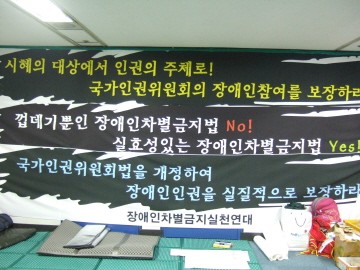 시혜의 대상에서 인권의 주체로!
국가인권위원회의 장애인참여를 보장하라
껍데기뿐인 장애인차별금지법 No!
실효성있는 장애인차별금지법 Yes!
국가인권위원회법을 개정하여
장애인인권을 실질적으로 보장하라
장애인차별금지실천연대